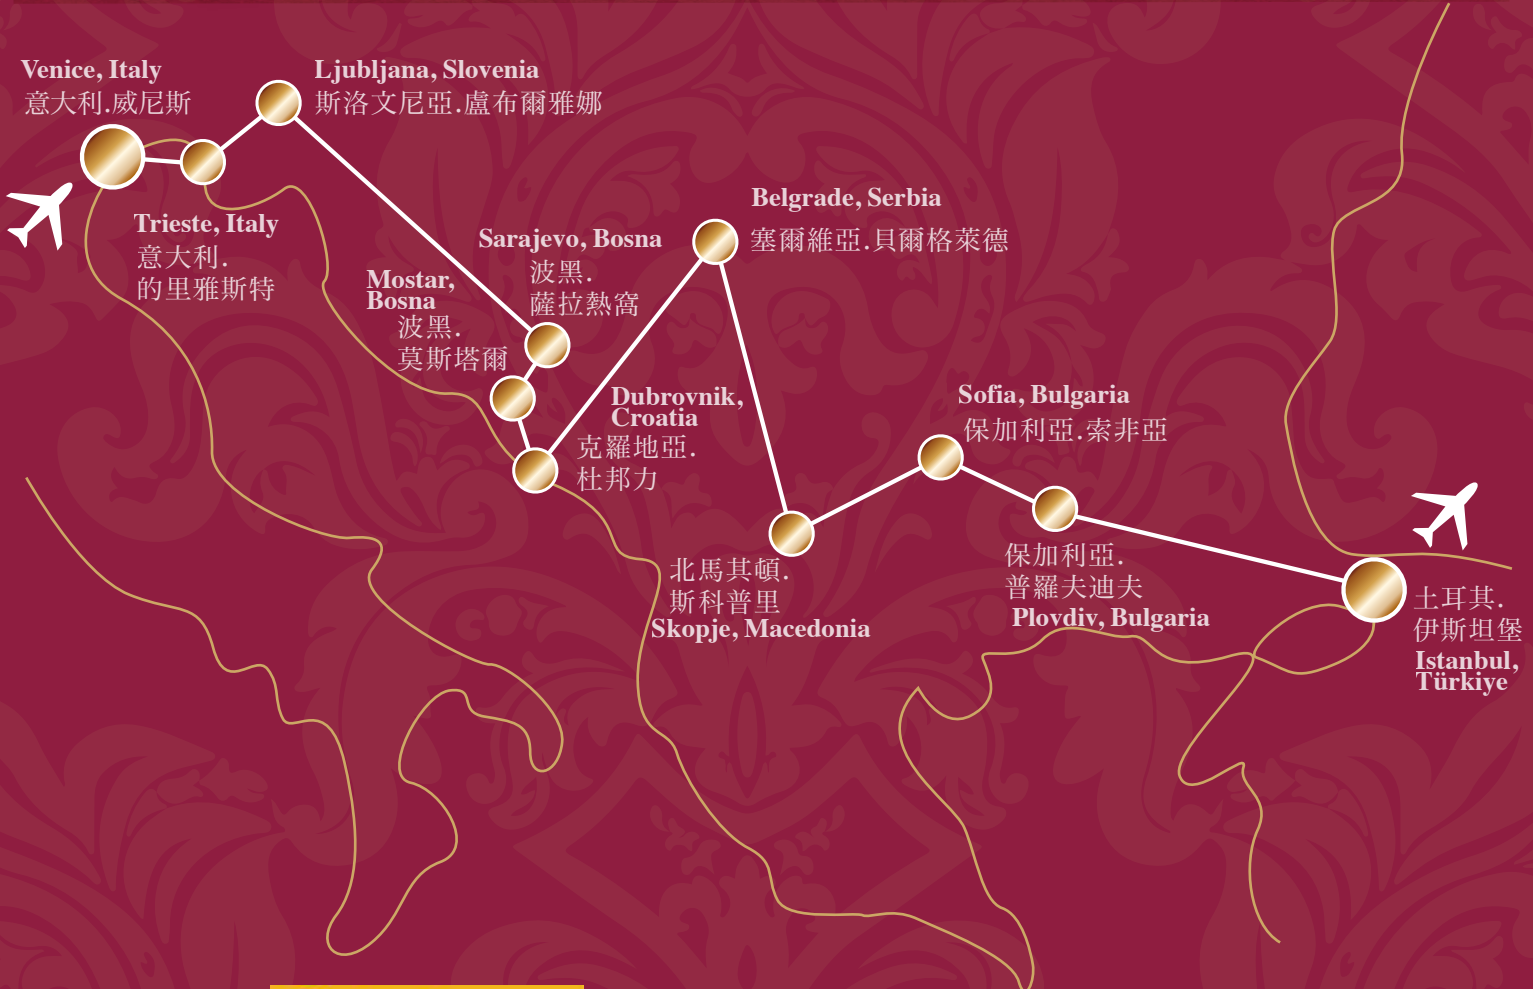 Venice, Italy
意大利.威尼斯
Ljubljana, Slovenia
斯洛文尼亞.盧布爾雅娜
Trieste, Italy
意大利.
的里雅斯特
Sarajevo, Bosna
波黑.
薩拉熱窩
Mostar,
Bosna
波黑.
莫斯塔爾
Belgrade, Serbia
塞爾維亞.貝爾格萊德
Dubrovnik,
Croatia
克羅地亞.
杜邦力
北馬其頓.
斯科普里
Skopje, Macedonia
Sofia, Bulgaria
保加利亞.索非亞
保加利亞.
普羅夫迪夫
Plovdiv, Bulgaria
土耳其.
伊斯坦堡
Istanbul,
Türkiye